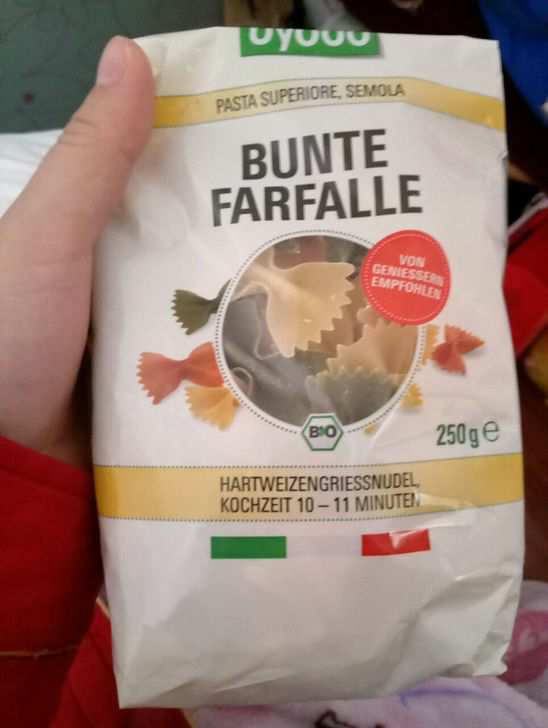 PASTA SUPERIORE, SEMOLA
BUNTE
FARFALLE
VON
GENIESSERN
EMPFOHLEN
BIO
250g e
HARTWEIZENGRIESSNUDEL,
KOCHZEIT 10 – 11 MINUTEN